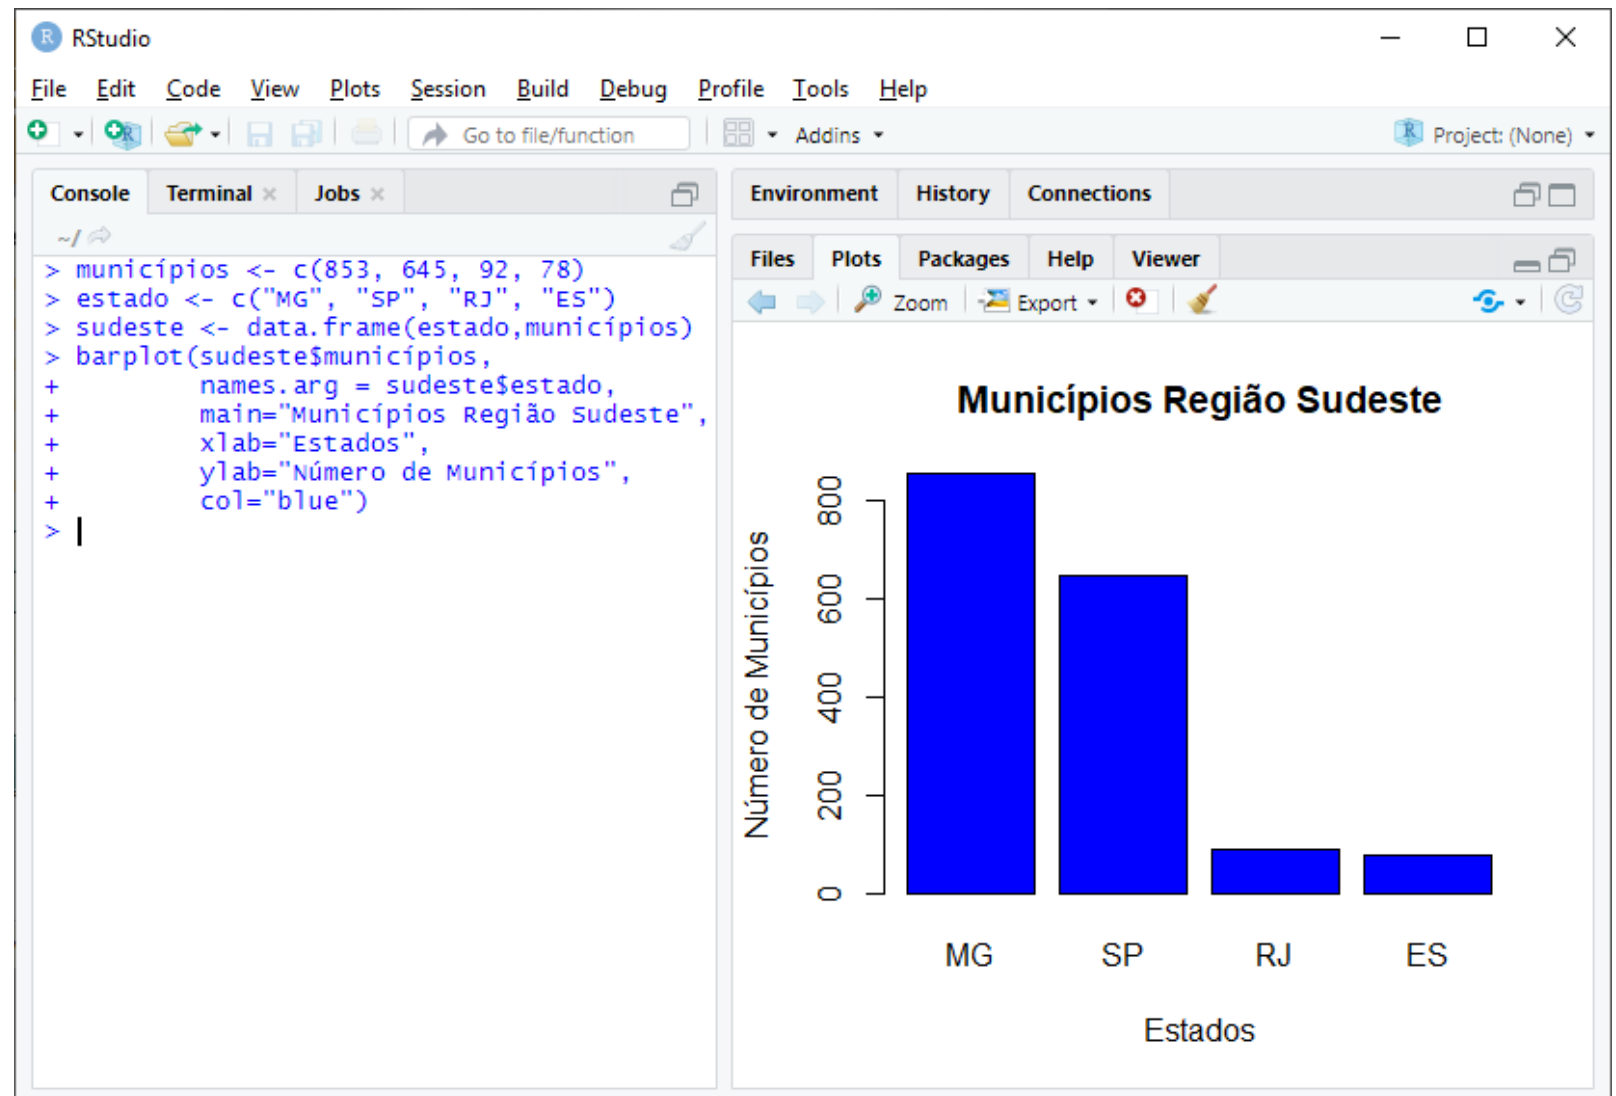 RStudio
File Edit Code View Plots Session Build Debug Profile Tools Help
Go to file/function Addins Project: (None)
Console Terminal Jobs
~/
> municípios <- c(853, 645, 92, 78)
> estado <- c("MG", "SP", "RJ", "ES")
> sudeste <- data.frame(estado,municípios)
> barplot(sudeste$municípios,
+ names.arg = sudeste$estado,
+ main="Municípios Região Sudeste",
+ xlab="Estados",
+ ylab="Número de Municípios",
+ col="blue")
>
Environment History Connections
Files Plots Packages Help Viewer
Zoom Export
Municípios Região Sudeste
Número de Municípios
800
600
400
200
0
MG SP RJ ES
Estados